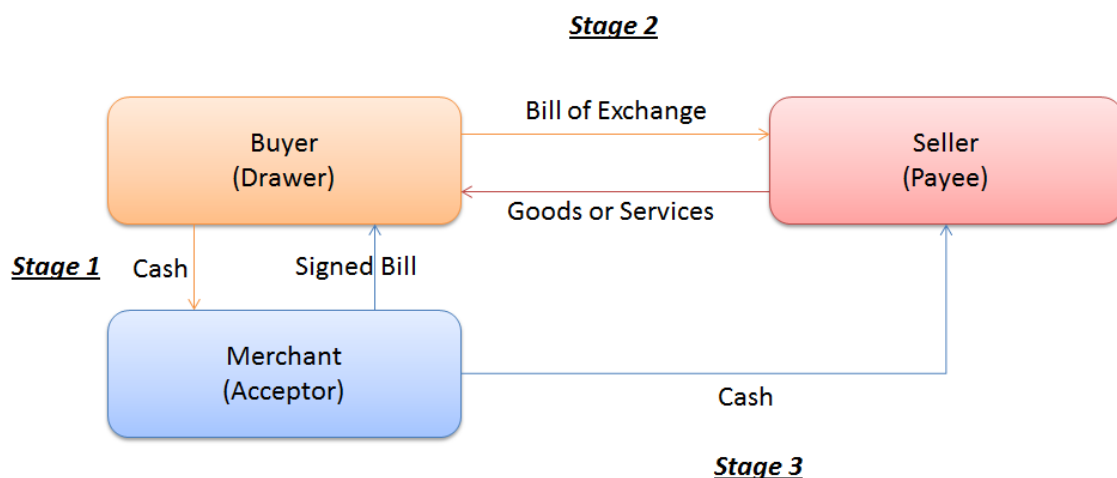 Stage 2
Buyer
(Drawer)
Bill of Exchange
Seller
(Payee)
Goods or Services
Stage 1
Cash
Signed Bill
Merchant
(Acceptor)
Cash
Stage 3